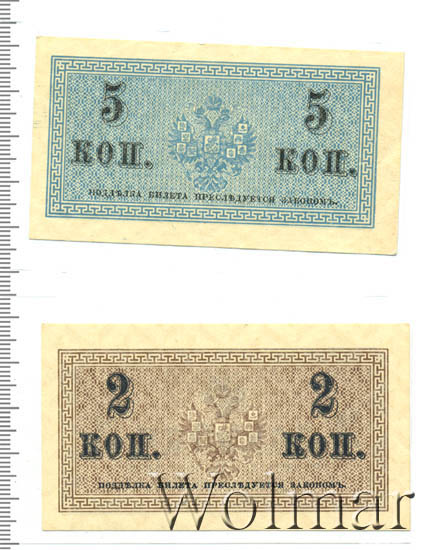 5 5
КОП. КОП.
ПОДДѢЛКА БИЛЕТА ПРЕСЛѢДУЕТСЯ ЗАКОНОМЪ.
2 2
КОП. КОП.
ПОДДѢЛКА БИЛЕТА ПРЕСЛѢДУЕТСЯ ЗАКОНОМЪ.
Wolmar